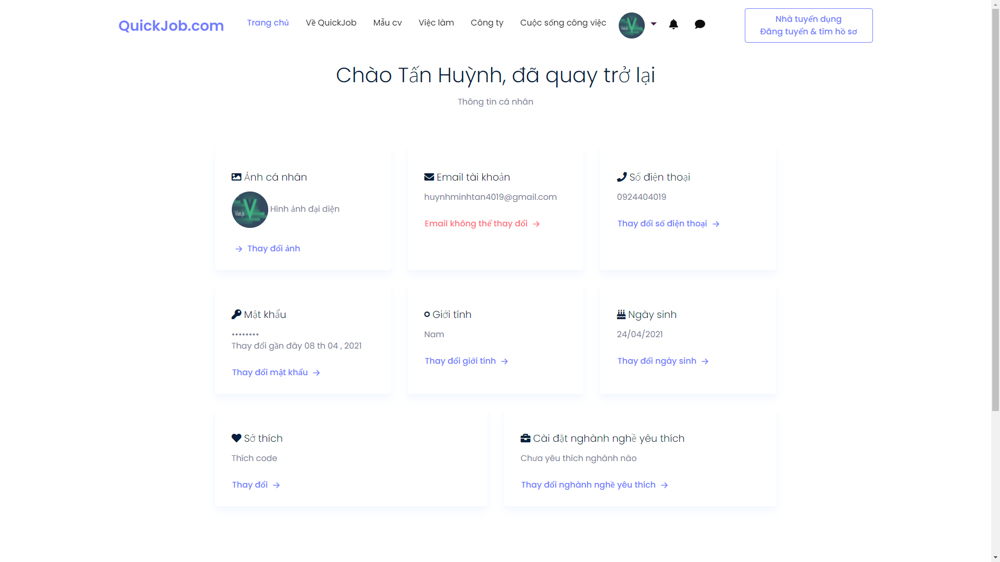 QuickJob.com
Trang chủ
Về QuickJob
Mẫu cv
Việc làm
Công ty
Cuộc sống công việc
Nhà tuyển dụng
Đăng tuyển & tìm hồ sơ
Chào Tấn Huỳnh, đã quay trở lại
Thông tin cá nhân
Ảnh cá nhân
Vue.js
Hình ảnh đại diện
Thay đổi ảnh
Email tài khoản
huynhminhtan4019@gmail.com
Email không thể thay đổi
Số điện thoại
0924404019
Thay đổi số điện thoại
Mật khẩu
••••••••
Thay đổi gần đây 08 th 04 , 2021
Thay đổi mật khẩu
Giới tính
Nam
Thay đổi giới tính
Ngày sinh
24/04/2021
Thay đổi ngày sinh
Sở thích
Thích code
Thay đổi
Cài đặt nghành nghề yêu thích
Chưa yêu thích nghành nào
Thay đổi nghành nghề yêu thích